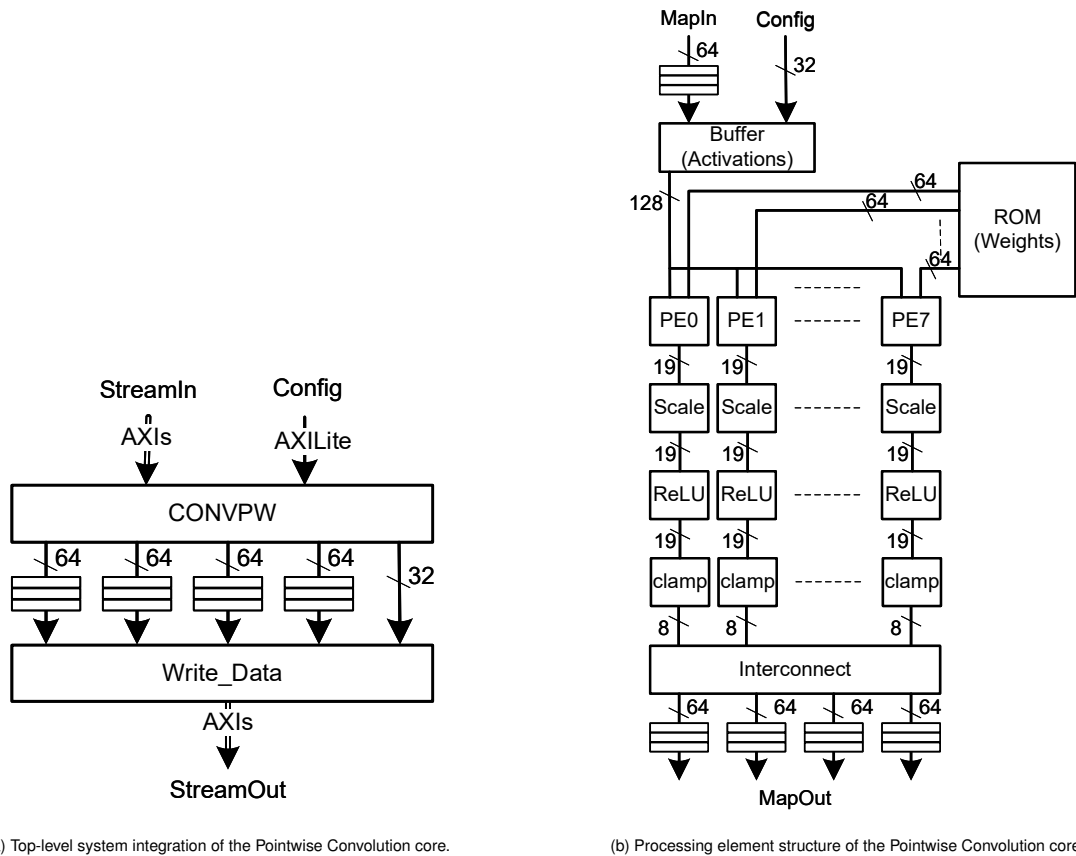 StreamIn
Config
AXIs
AXILite
CONVPW
64
64
64
64
32
Write_Data
AXIs
StreamOut
) Top-level system integration of the Pointwise Convolution core.
MapIn
Config
64
32
Buffer
(Activations)
128
64
64
64
ROM
(Weights)
PE0
PE1
PE7
19
19
19
Scale
Scale
Scale
19
19
19
ReLU
ReLU
ReLU
19
19
19
clamp
clamp
clamp
8
8
8
Interconnect
64
64
64
64
MapOut
(b) Processing element structure of the Pointwise Convolution core